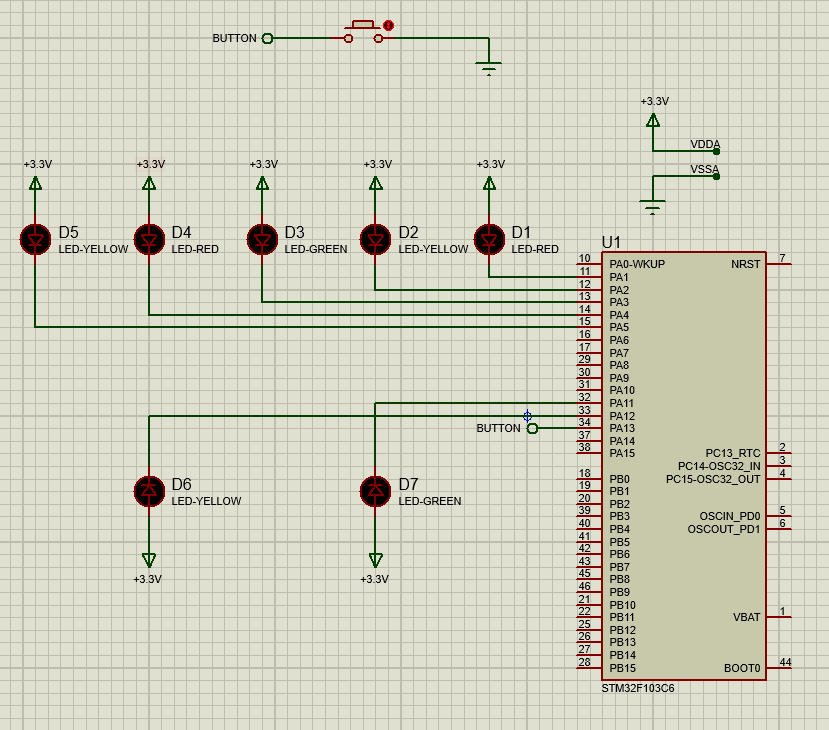 BUTTON
+3.3V
VDDA
VSSA
+3.3V +3.3V +3.3V +3.3V +3.3V
D5 D4 D3 D2 D1
LED-YELLOW LED-RED LED-GREEN LED-YELLOW LED-RED
U1
10 PA0-WKUP NRST 7
11 PA1
12 PA2
13 PA3
14 PA4
15 PA5
16 PA6
17 PA7
29 PA8
30 PA9
31 PA10
32 PA11
33 PA12
BUTTON 34 PA13
37 PA14
38 PA15 PC13_RTC 2
PC14-OSC32_IN 3
18 PB0 PC15-OSC32_OUT 4
19 PB1
20 PB2
39 PB3 OSCIN_PD0 5
40 PB4 OSCOUT_PD1 6
41 PB5
42 PB6
43 PB7
45 PB8
46 PB9
21 PB10
22 PB11 VBAT 1
25 PB12
26 PB13
27 PB14
28 PB15 BOOT0 44
STM32F103C6
D6 D7
LED-YELLOW LED-GREEN
+3.3V +3.3V